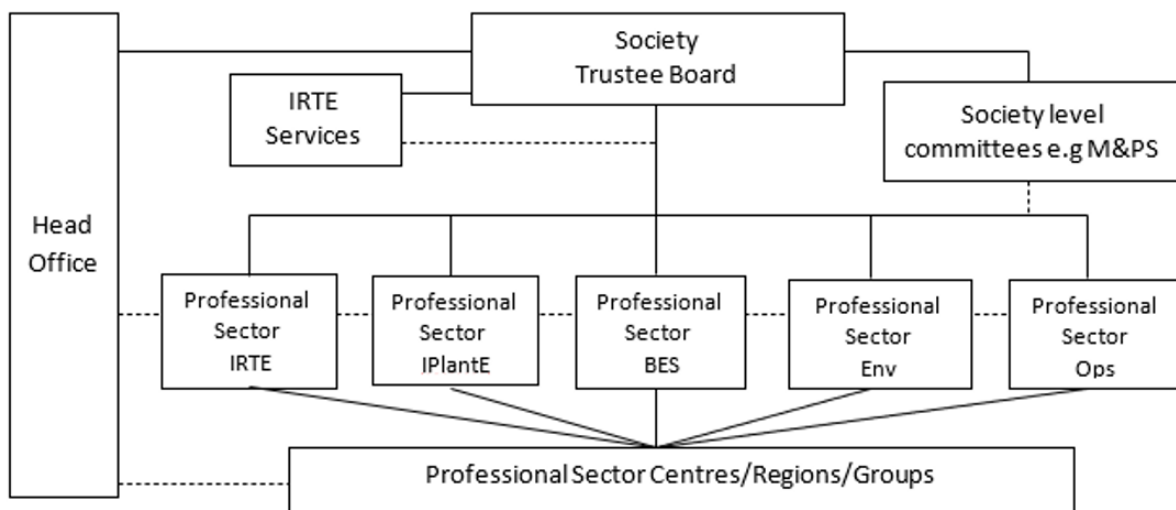 Society
Trustee Board
IRTE
Services
Society level
committees e.g M&PS
Head
Office
Professional
Sector
IRTE
Professional
Sector
IPlantE
Professional
Sector
BES
Professional
Sector
Env
Professional
Sector
Ops
Professional Sector Centres/Regions/Groups